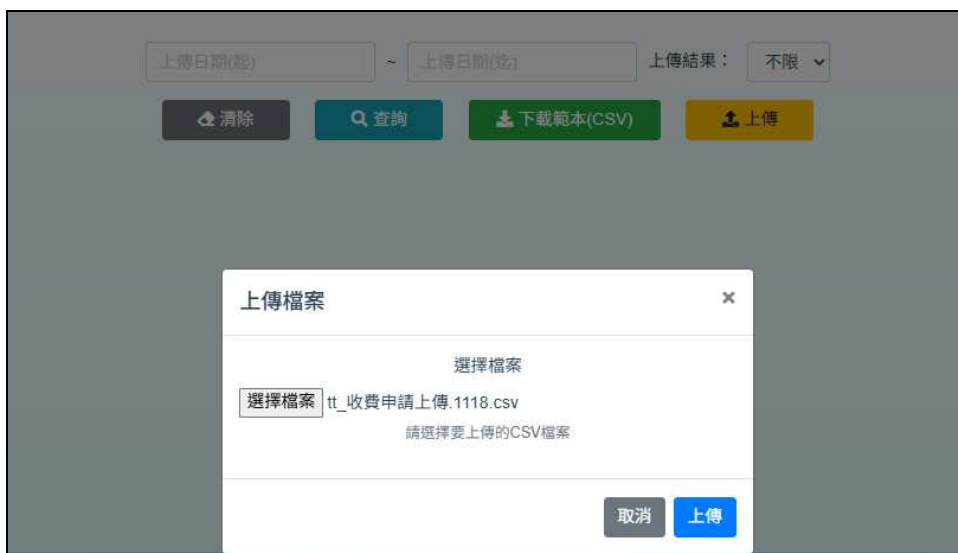 上傳日期(起) ~ 上傳日期(迄) 上傳結果： 不限
清除 查詢 下載範本(CSV) 上傳
上傳檔案 ×
選擇檔案
選擇檔案 tt_收費申請上傳.1118.csv
請選擇要上傳的CSV檔案
取消 上傳